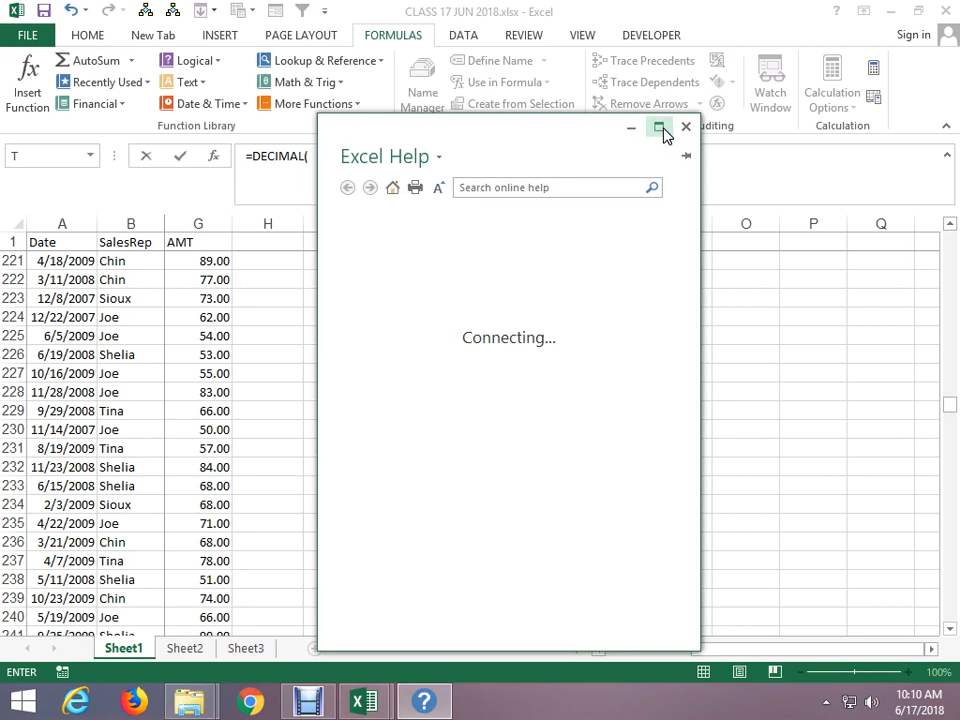 CLASS 17 JUN 2018.xlsx - Excel
FILE HOME New Tab INSERT PAGE LAYOUT FORMULAS DATA REVIEW VIEW DEVELOPER Sign in
AutoSum Logical Lookup & Reference Define Name Trace Precedents
Recently Used Text Math & Trig Use in Formula Trace Dependents
Financial Date & Time More Functions Create from Selection Remove Arrows
Insert Function
Name Manager
Watch Window
Calculation Options
Function Library
uditing
Calculation
T =DECIMAL(
Excel Help
Search online help
Connecting...
A B G H O P Q
1 Date SalesRep AMT
221 4/18/2009 Chin 89.00
222 3/11/2008 Chin 77.00
223 12/8/2007 Sioux 73.00
224 12/22/2007 Joe 62.00
225 6/5/2009 Joe 54.00
226 6/19/2008 Shelia 53.00
227 10/16/2009 Joe 55.00
228 11/28/2008 Joe 83.00
229 9/29/2008 Tina 66.00
230 11/14/2007 Joe 50.00
231 8/19/2009 Tina 57.00
232 11/23/2008 Shelia 84.00
233 6/15/2008 Shelia 68.00
234 2/3/2009 Sioux 68.00
235 4/22/2009 Joe 71.00
236 3/21/2009 Chin 68.00
237 4/7/2009 Tina 78.00
238 5/11/2008 Shelia 51.00
239 10/23/2009 Chin 74.00
240 5/19/2009 Joe 66.00
Sheet1 Sheet2 Sheet3
ENTER 100%
10:10 AM
6/17/2018